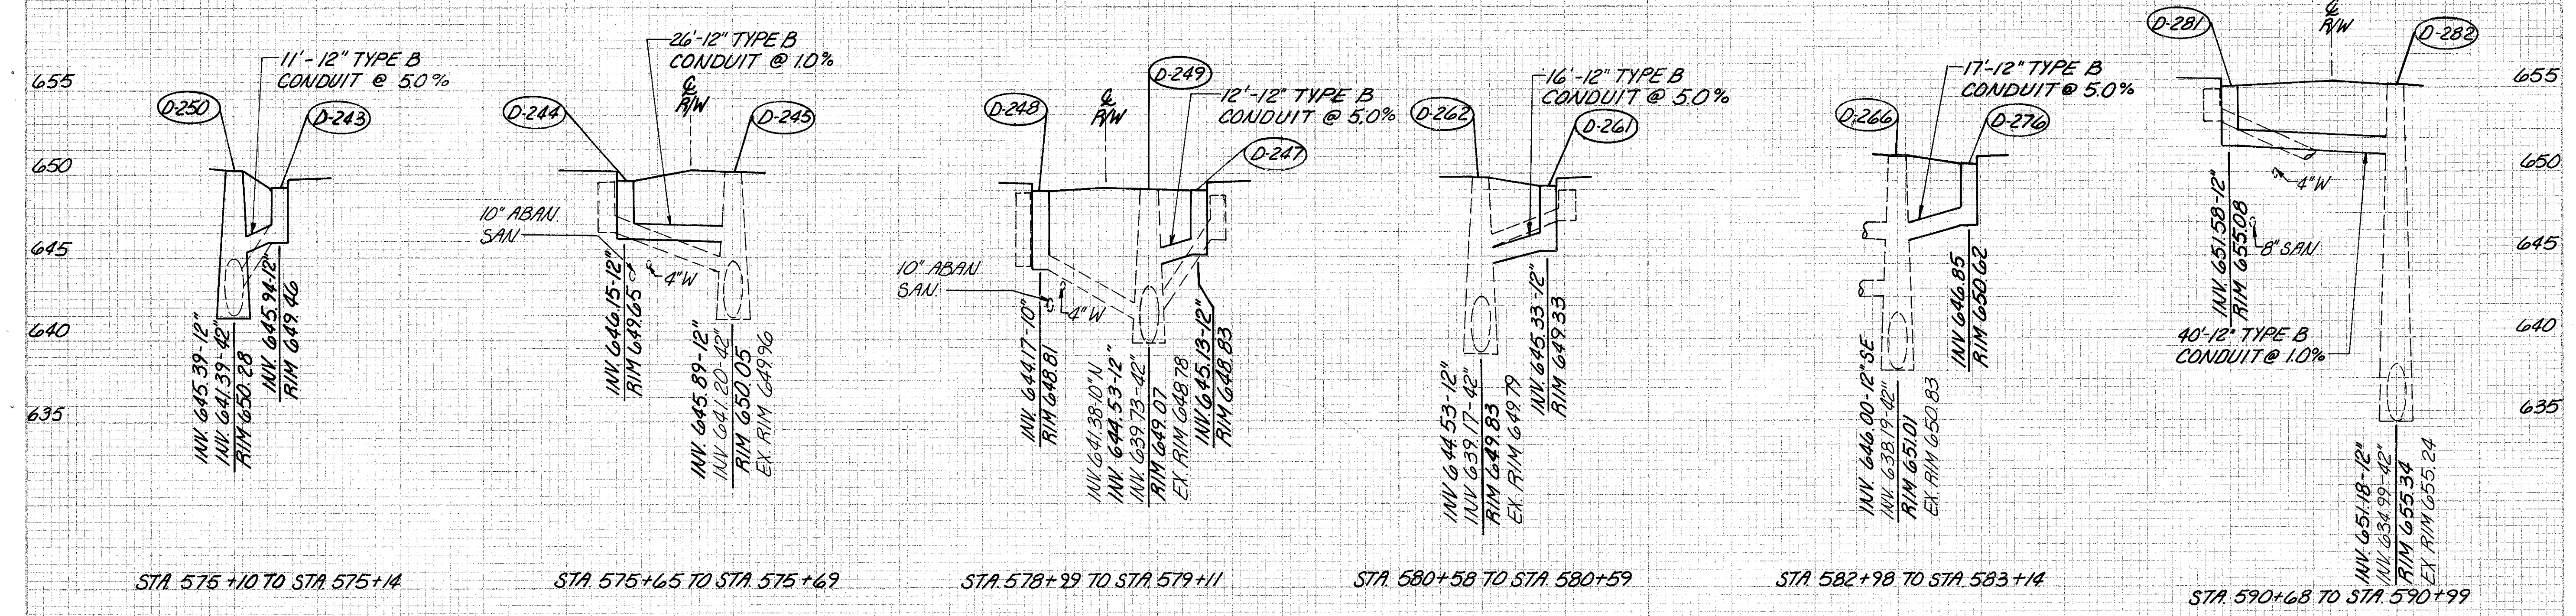 655
650
645
640
635
D-250
11'-12" TYPE B
CONDUIT @ 5.0%
D-243
INV. 645.39-12"
INV. 641.39-42"
RIM 650.28
INV. 645.94-12"
RIM 649.46
STA. 575+10 TO STA. 575+14
26'-12" TYPE B
CONDUIT @ 1.0%
℄
R/W
D-244
D-245
10" ABAN.
SAN
4" W
INV. 646.15-12"
RIM 649.65
INV. 645.89-12"
INV 641.20-42"
RIM 650.05
EX. RIM 649.96
STA. 575+65 TO STA. 575+69
D-248
℄
R/W
D-249
12'-12" TYPE B
CONDUIT @ 5.0%
D-247
10" ABAN
SAN.
4" W
INV. 644.17-10"
RIM 648.81
INV. 641.38-10" N
INV. 644.53-12"
INV. 639.73-42"
RIM 649.07
EX. RIM 648.78
INV. 645.13-12"
RIM 648.83
STA. 578+99 TO STA. 579+11
D-262
16'-12" TYPE B
CONDUIT @ 5.0%
D-261
INV 644.53-12"
INV 639.17-42"
RIM 649.83
EX. RIM 649.79
INV. 645.33-12"
RIM 649.33
STA. 580+58 TO STA. 580+59
D-266
17'-12" TYPE B
CONDUIT @ 5.0%
D-276
INV. 646.00-12" SE
INV. 638.19-42"
RIM 651.01
EX. RIM 650.83
INV 646.85
RIM 650.62
STA. 582+98 TO STA. 583+14
D-281
℄
R/W
D-282
4" W
8" SAN
INV. 651.58-12"
RIM 655.08
40'-12" TYPE B
CONDUIT @ 1.0%
INV. 651.18-12"
INV. 634.99-42"
RIM 655.34
EX RIM 655.24
STA. 590+68 TO STA. 590+99
655
650
645
640
635